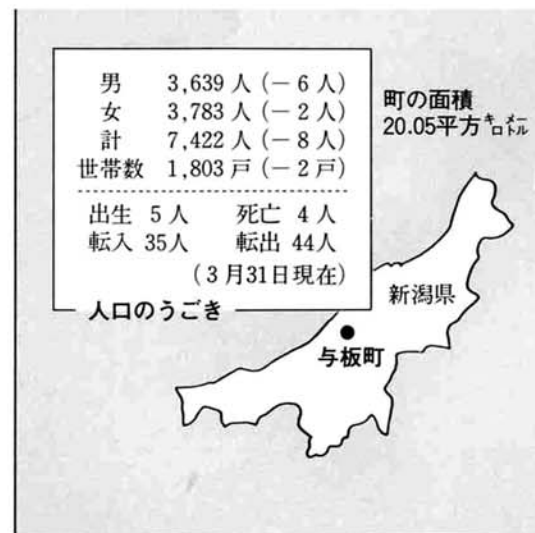 男 3,639人(－6人)
女 3,783人(－2人)
計 7,422人(－8人)
世帯数 1,803戸(－2戸)
出生 5人 死亡 4人
転入 35人 転出 44人
(3月31日現在)
人口のうごき
町の面積
20.05平方キロメートル
新潟県
与板町